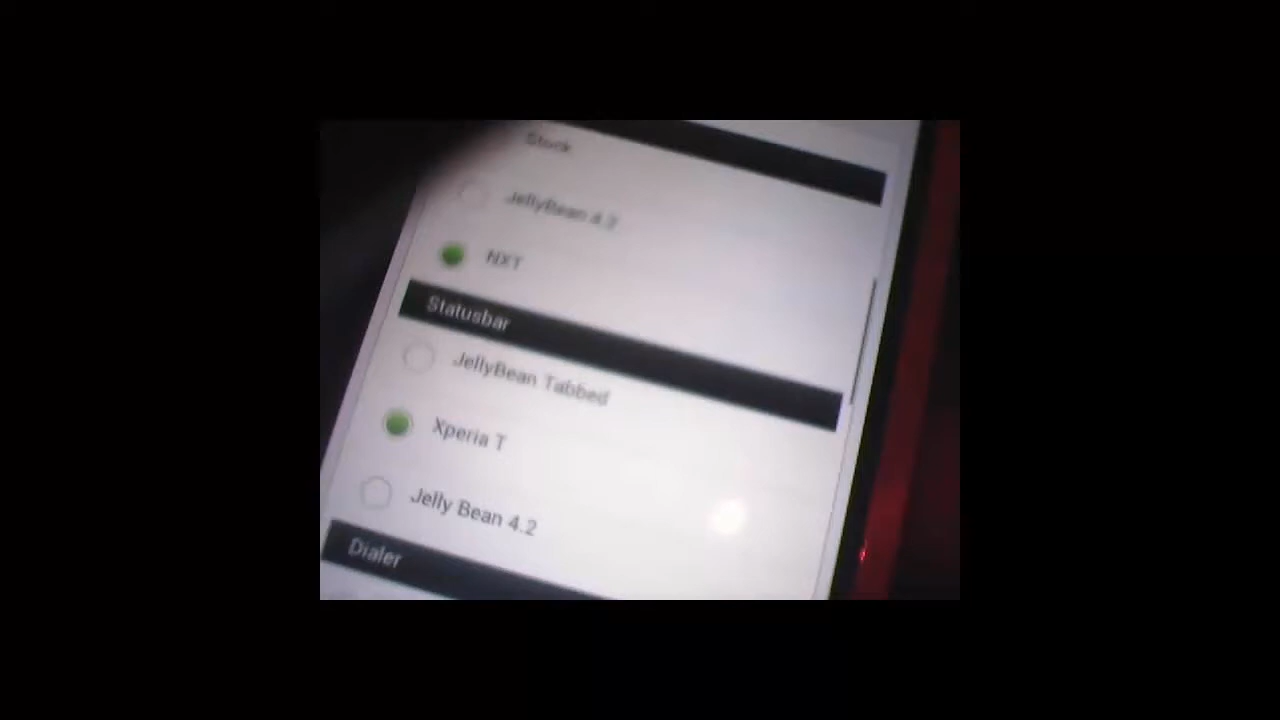 Stock
JellyBean 4.2
NXT
Statusbar
JellyBean Tabbed
Xperia T
Jelly Bean 4.2
Dialer